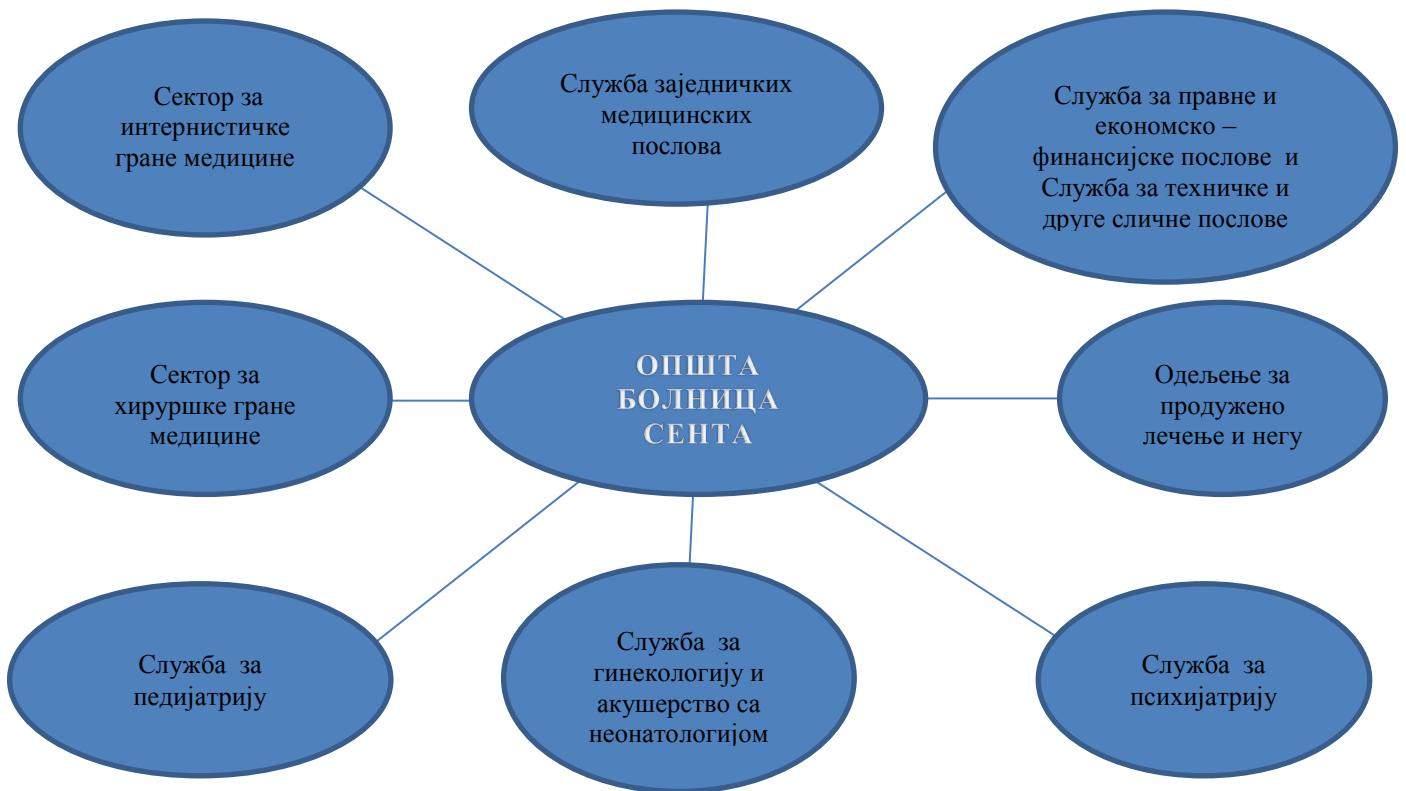 Сектор за
интернистичке
гране медицине
Служба заједничких
медицинских
послова
Служба за правне и
економско –
финансијске послове и
Служба за техничке и
друге сличне послове
Сектор за
хируршке гране
медицине
ОПШТА
БОЛНИЦА
СЕНТА
Одељење за
продужено
лечење и негу
Служба за
педијатрију
Служба за
гинекологију и
акушерство са
неонатологијом
Служба за
психијатрију